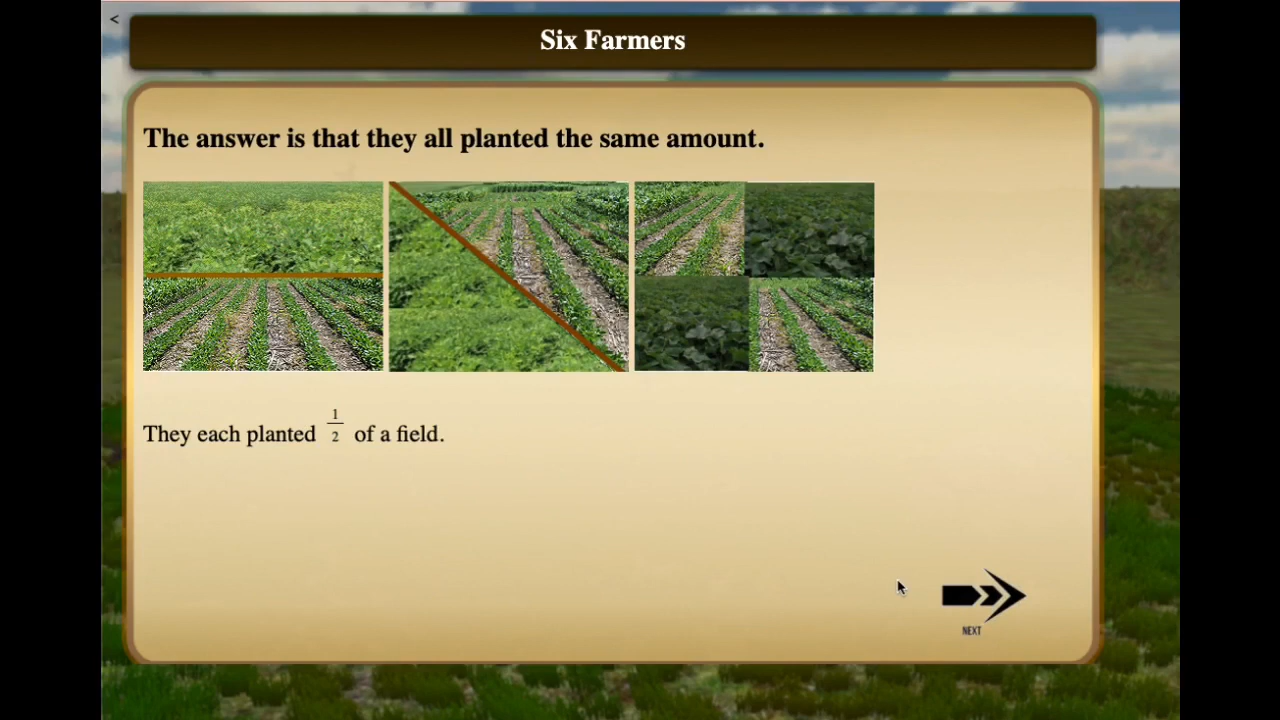 <
Six Farmers
The answer is that they all planted the same amount.
They each planted 1/2 of a field.
NEXT